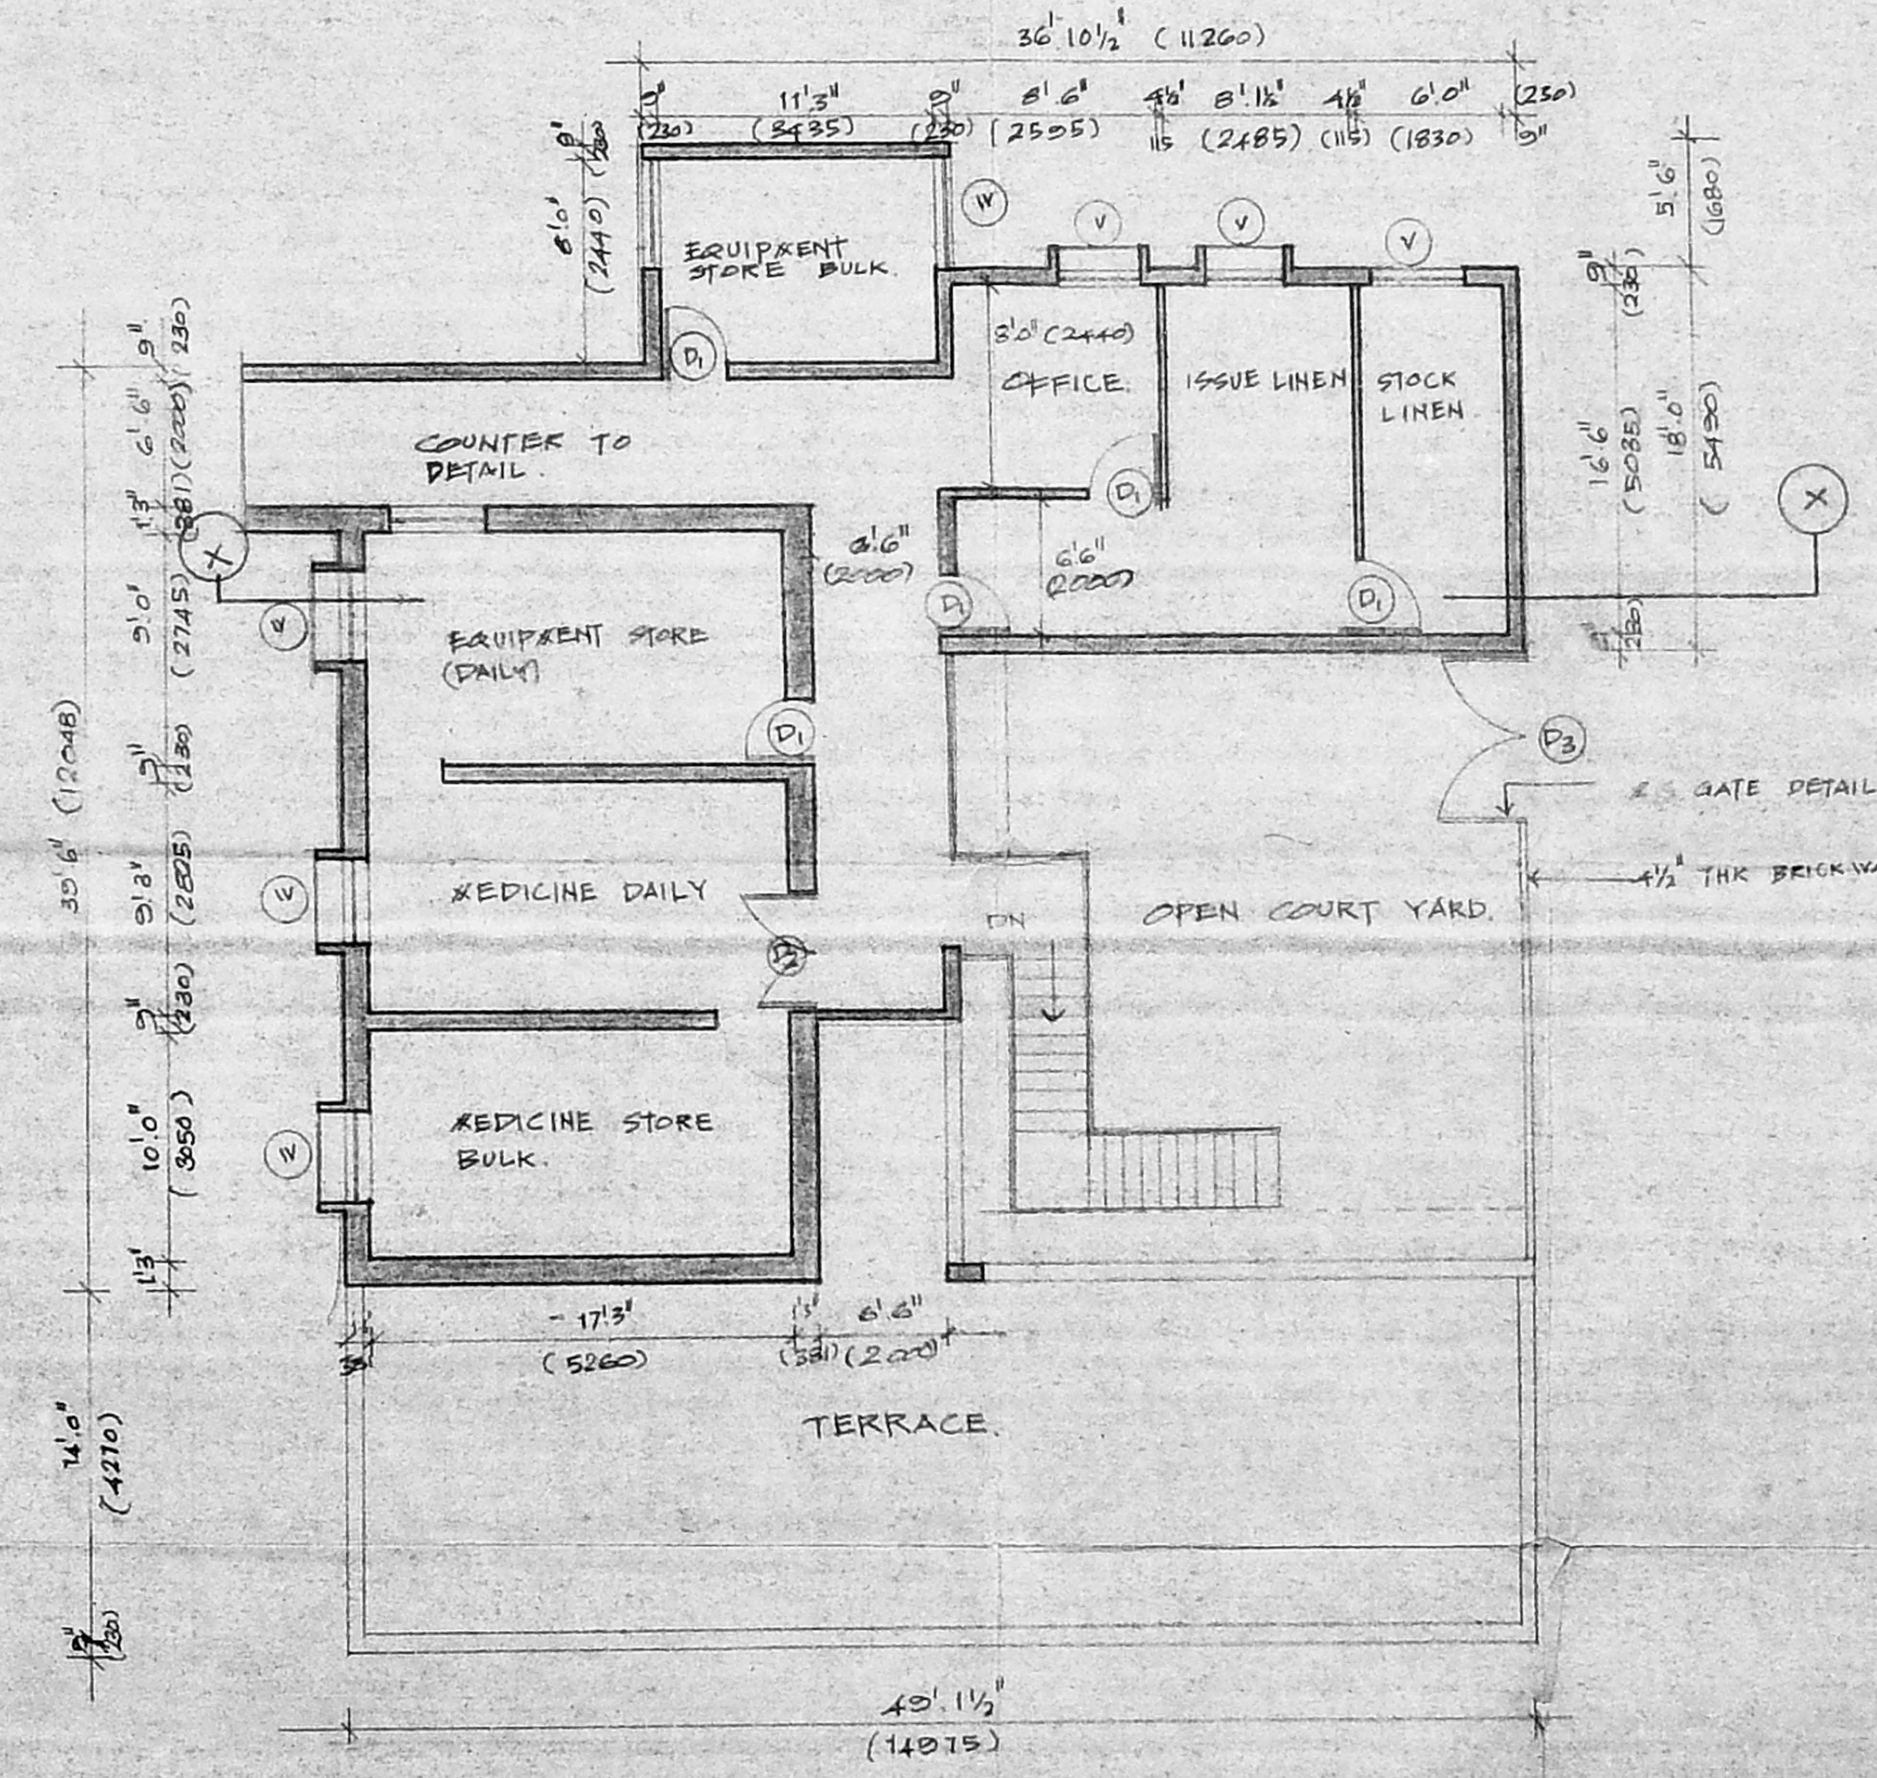 36'.10½" (11260)
9" 11'.3" 9" 8'.6" 4½" 8'.1½" 4½" 6'.0" (230)
(230) (3435) (230) (2595) 115 (2485) (115) (1830) 9"
9" (230)
8'.0" (2440)
5'.6" (1680)
W
V
V
V
EQUIPMENT
STORE BULK.
D1
8'.0" (2440)
OFFICE.
ISSUE LINEN
STOCK
LINEN.
9" (230)
16'.6" (5035)
18'.0" (5490)
(230)
9" (230)
6'.6" (2000)
1'.3" (381)
COUNTER TO
DETAIL.
D1
X
X
6'.6"
(2000)
6'6"
(2000)
D1
D1
9'.0" (2745)
W
EQUIPMENT STORE
(DAILY)
D1
D3
GATE DETAIL
39'.6" (12048)
9" (230)
9'.3" (2825)
W
MEDICINE DAILY
4½" THK BRICK
DN
OPEN COURT YARD.
D2
9" (230)
10'.0" (3050)
W
MEDICINE STORE
BULK.
1'3"
17'.3" 1'.3" 6'.6"
(5260) (381) (2000)
14'.0" (4270)
TERRACE.
9" (230)
49'.1½"
(14975)